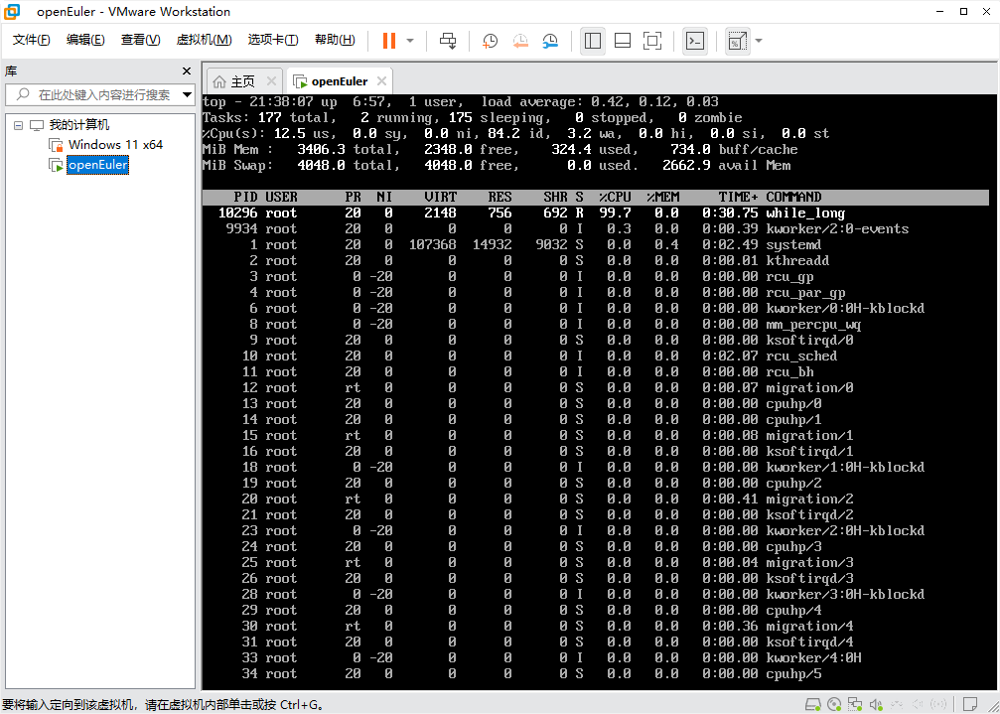 openEuler - VMware Workstation
文件(F) 编辑(E) 查看(V) 虚拟机(M) 选项卡(T) 帮助(H)
库
在此处键入内容进行搜索
我的计算机
Windows 11 x64
openEuler
主页 openEuler
top - 21:38:07 up  6:57,  1 user,  load average: 0.42, 0.12, 0.03
Tasks: 177 total,   2 running, 175 sleeping,   0 stopped,   0 zombie
%Cpu(s): 12.5 us,  0.0 sy,  0.0 ni, 84.2 id,  3.2 wa,  0.0 hi,  0.0 si,  0.0 st
MiB Mem :   3406.3 total,   2348.0 free,    324.4 used,    734.0 buff/cache
MiB Swap:   4048.0 total,   4048.0 free,      0.0 used.   2662.9 avail Mem
PID USER PR NI VIRT RES SHR S %CPU %MEM TIME+ COMMAND
10296 root 20 0 2148 756 692 R 99.7 0.0 0:30.75 while_long
9934 root 20 0 0 0 0 I 0.3 0.0 0:00.39 kworker/2:0-events
1 root 20 0 107368 14932 9032 S 0.0 0.4 0:02.49 systemd
2 root 20 0 0 0 0 S 0.0 0.0 0:00.01 kthreadd
3 root 0 -20 0 0 0 I 0.0 0.0 0:00.00 rcu_gp
4 root 0 -20 0 0 0 I 0.0 0.0 0:00.00 rcu_par_gp
6 root 0 -20 0 0 0 I 0.0 0.0 0:00.00 kworker/0:0H-kblockd
8 root 0 -20 0 0 0 I 0.0 0.0 0:00.00 mm_percpu_wq
9 root 20 0 0 0 0 S 0.0 0.0 0:00.00 ksoftirqd/0
10 root 20 0 0 0 0 I 0.0 0.0 0:02.07 rcu_sched
11 root 20 0 0 0 0 I 0.0 0.0 0:00.00 rcu_bh
12 root rt 0 0 0 0 S 0.0 0.0 0:00.07 migration/0
13 root 20 0 0 0 0 S 0.0 0.0 0:00.00 cpuhp/0
14 root 20 0 0 0 0 S 0.0 0.0 0:00.00 cpuhp/1
15 root rt 0 0 0 0 S 0.0 0.0 0:00.08 migration/1
16 root 20 0 0 0 0 S 0.0 0.0 0:00.00 ksoftirqd/1
18 root 0 -20 0 0 0 I 0.0 0.0 0:00.00 kworker/1:0H-kblockd
19 root 20 0 0 0 0 S 0.0 0.0 0:00.00 cpuhp/2
20 root rt 0 0 0 0 S 0.0 0.0 0:00.41 migration/2
21 root 20 0 0 0 0 S 0.0 0.0 0:00.00 ksoftirqd/2
23 root 0 -20 0 0 0 I 0.0 0.0 0:00.00 kworker/2:0H-kblockd
24 root 20 0 0 0 0 S 0.0 0.0 0:00.00 cpuhp/3
25 root rt 0 0 0 0 S 0.0 0.0 0:00.04 migration/3
26 root 20 0 0 0 0 S 0.0 0.0 0:00.00 ksoftirqd/3
28 root 0 -20 0 0 0 I 0.0 0.0 0:00.00 kworker/3:0H-kblockd
29 root 20 0 0 0 0 S 0.0 0.0 0:00.00 cpuhp/4
30 root rt 0 0 0 0 S 0.0 0.0 0:00.36 migration/4
31 root 20 0 0 0 0 S 0.0 0.0 0:00.00 ksoftirqd/4
33 root 0 -20 0 0 0 I 0.0 0.0 0:00.00 kworker/4:0H
34 root 20 0 0 0 0 S 0.0 0.0 0:00.00 cpuhp/5
要将输入定向到该虚拟机，请在虚拟机内部单击或按 Ctrl+G。